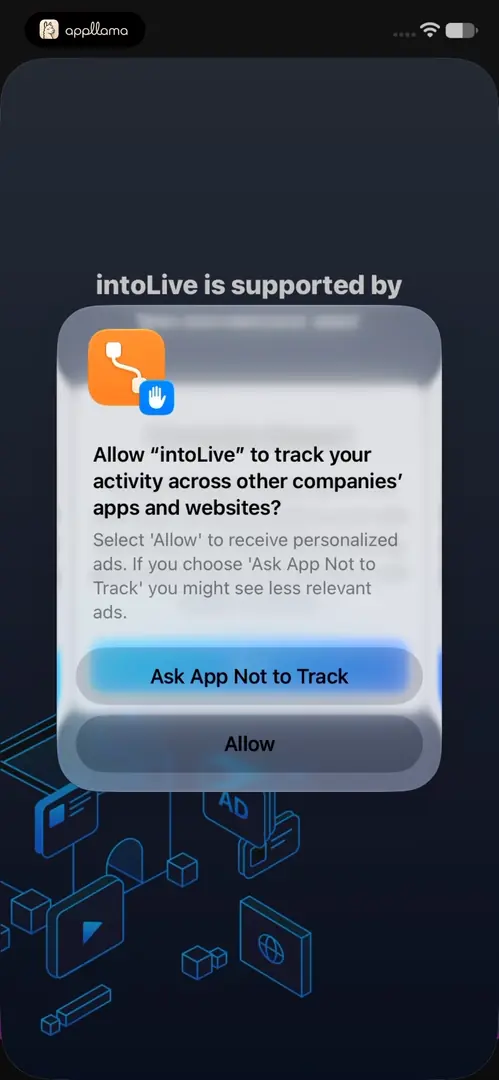 appllama
intoLive is supported by
Allow “intoLive” to track your
activity across other companies’
apps and websites?
Select 'Allow' to receive personalized
ads. If you choose 'Ask App Not to
Track' you might see less relevant
ads.
Ask App Not to Track
Allow
AD